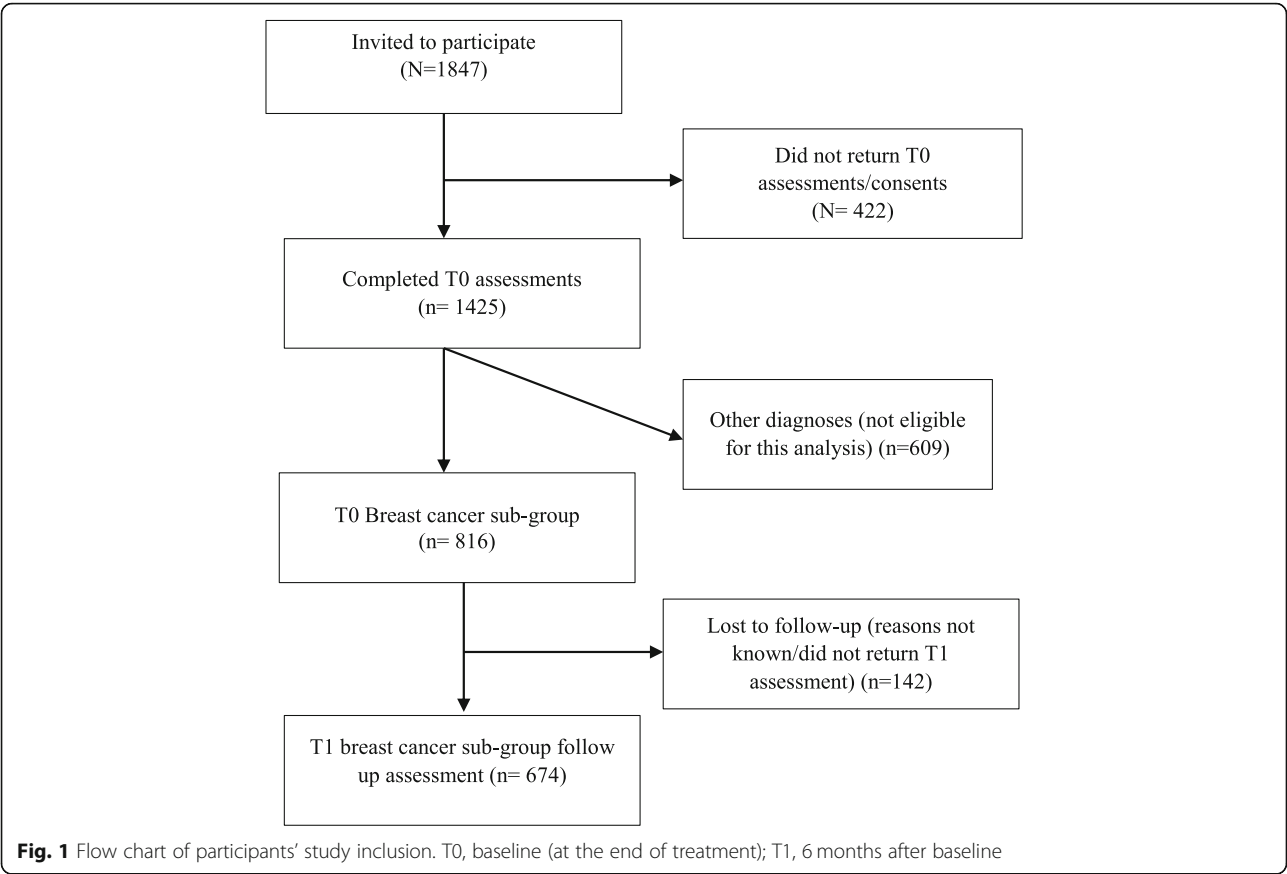 Invited to participate
(N=1847)
Did not return T0
assessments/consents
(N= 422)
Completed T0 assessments
(n= 1425)
Other diagnoses (not eligible
for this analysis) (n=609)
T0 Breast cancer sub-group
(n= 816)
Lost to follow-up (reasons not
known/did not return T1
assessment) (n=142)
T1 breast cancer sub-group follow
up assessment (n= 674)
Fig. 1 Flow chart of participants’ study inclusion. T0, baseline (at the end of treatment); T1, 6 months after baseline